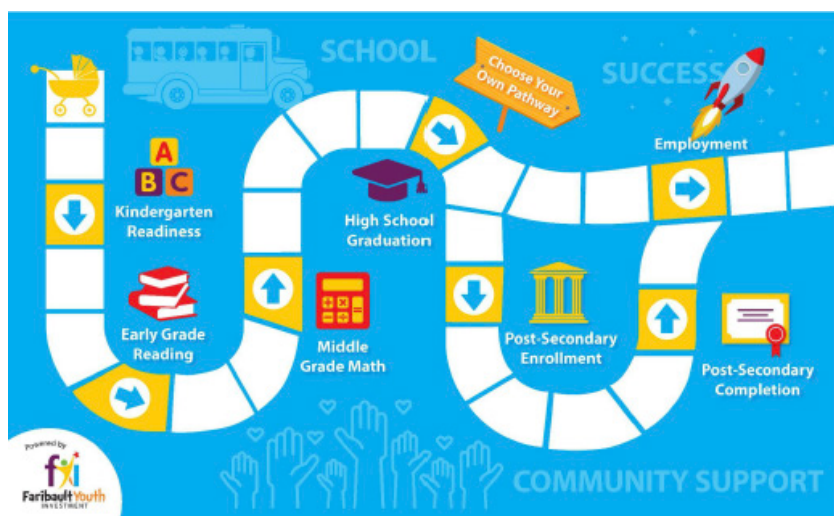 SCHOOL
SUCCESS
Choose Your
Own Pathway
Employment
A
B C
Kindergarten
Readiness
High School
Graduation
Early Grade
Reading
Middle
Grade Math
Post-Secondary
Enrollment
Post-Secondary
Completion
Powered by
fyi
Faribault Youth
INVESTMENT
COMMUNITY SUPPORT